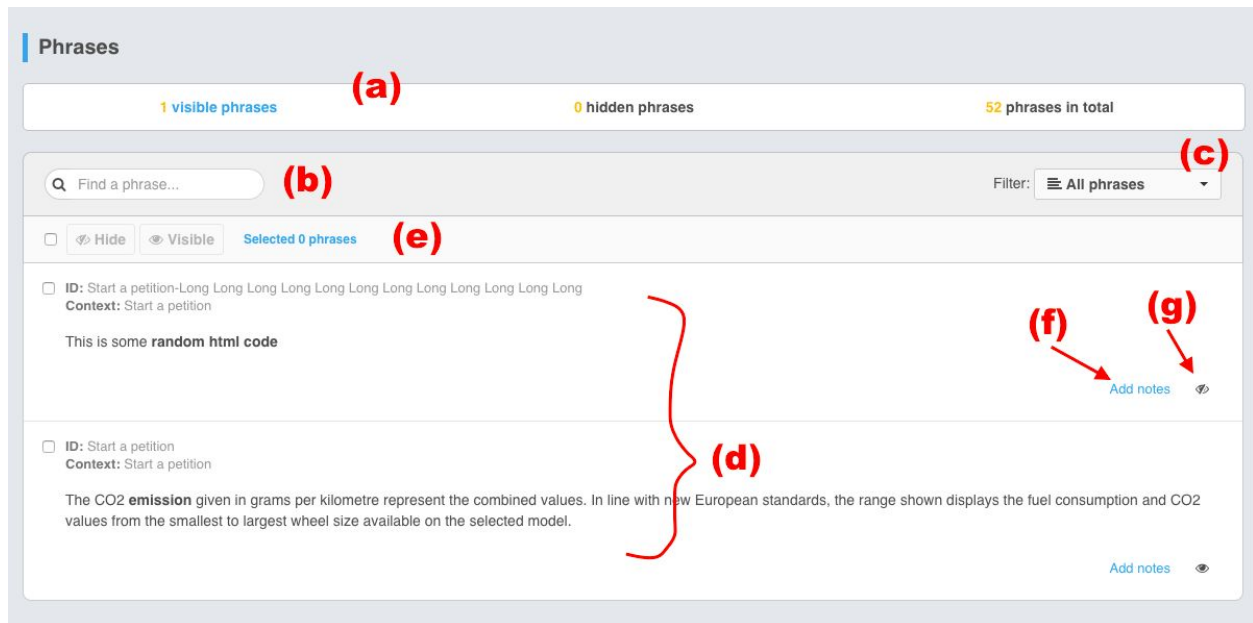 Phrases
(a)
1 visible phrases 0 hidden phrases 52 phrases in total
(c)
Find a phrase... (b) Filter: All phrases
Hide Visible Selected 0 phrases (e)
ID: Start a petition-Long Long Long Long Long Long Long Long Long Long Long Long
Context: Start a petition
(f) (g)
This is some random html code
Add notes
ID: Start a petition
Context: Start a petition
(d)
The CO2 emission given in grams per kilometre represent the combined values. In line with new European standards, the range shown displays the fuel consumption and CO2
values from the smallest to largest wheel size available on the selected model.
Add notes